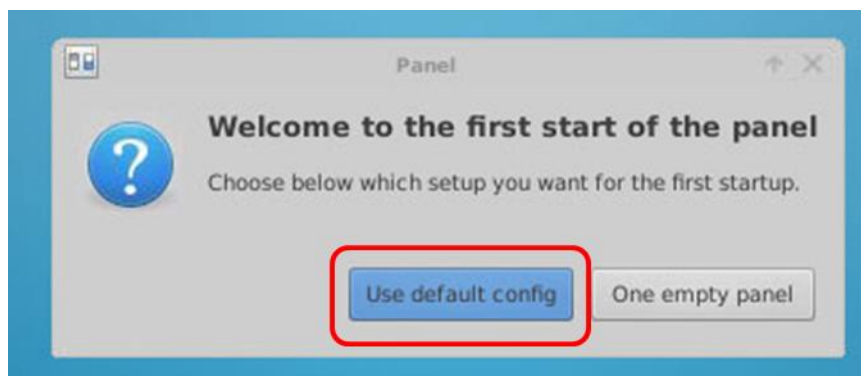 Panel
Welcome to the first start of the panel
Choose below which setup you want for the first startup.
Use default config
One empty panel